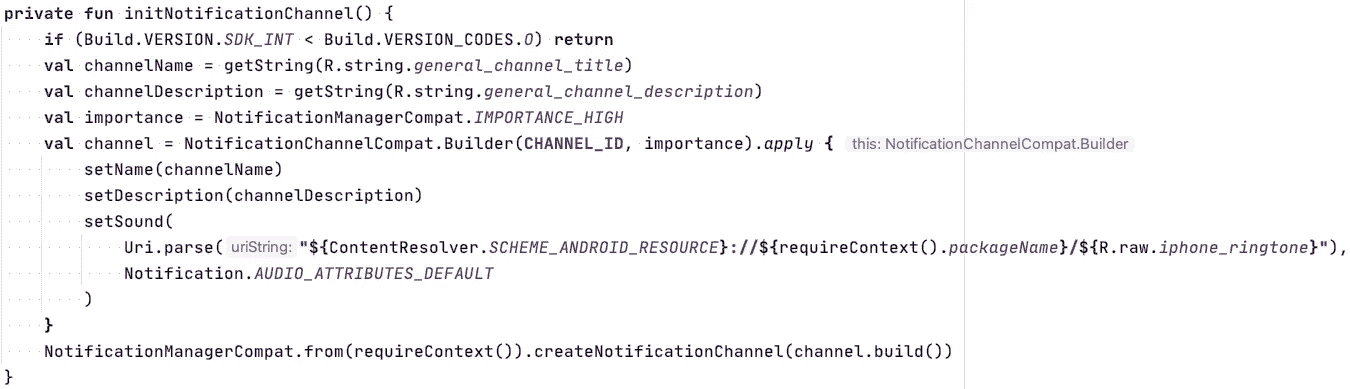 private fun initNotificationChannel() {
    if (Build.VERSION.SDK_INT < Build.VERSION_CODES.O) return
    val channelName = getString(R.string.general_channel_title)
    val channelDescription = getString(R.string.general_channel_description)
    val importance = NotificationManagerCompat.IMPORTANCE_HIGH
    val channel = NotificationChannelCompat.Builder(CHANNEL_ID, importance).apply { this: NotificationChannelCompat.Builder
        setName(channelName)
        setDescription(channelDescription)
        setSound(
            Uri.parse( uriString: "${ContentResolver.SCHEME_ANDROID_RESOURCE}://${requireContext().packageName}/${R.raw.iphone_ringtone}"),
            Notification.AUDIO_ATTRIBUTES_DEFAULT
        )
    }
    NotificationManagerCompat.from(requireContext()).createNotificationChannel(channel.build())
}